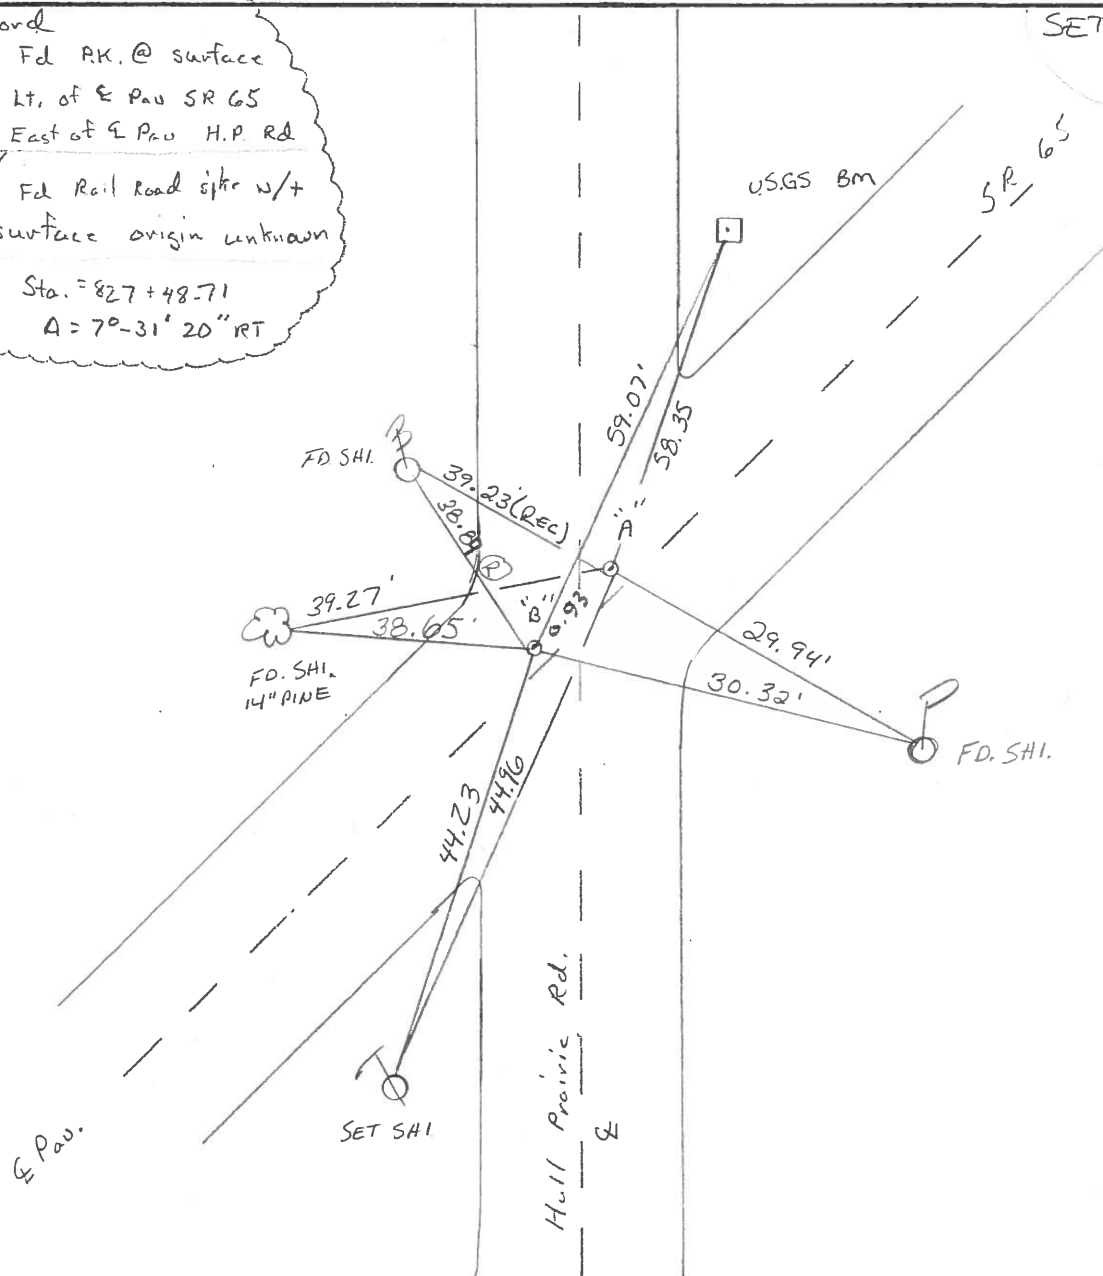 ord
Fd P.K. @ surface
Lt. of ℄ Pav SR 65
East of ℄ Pav H.P. Rd
Fd Rail Road spike w/+
surface origin unknown
Sta. = 827 + 48.71
Δ = 7°-31' 20" RT
SET
SR 65
U.S.GS BM
59.07'
58.35
FD SHI.
39.23'(REC)
38.89
"A"
(R)
"B"
0.93'
39.27'
38.65'
FD. SHI.
14" PINE
29.94'
30.32'
FD. SHI.
44.23
44.96
SET SHI
℄ Pav.
Hull Prairie Rd.
℄